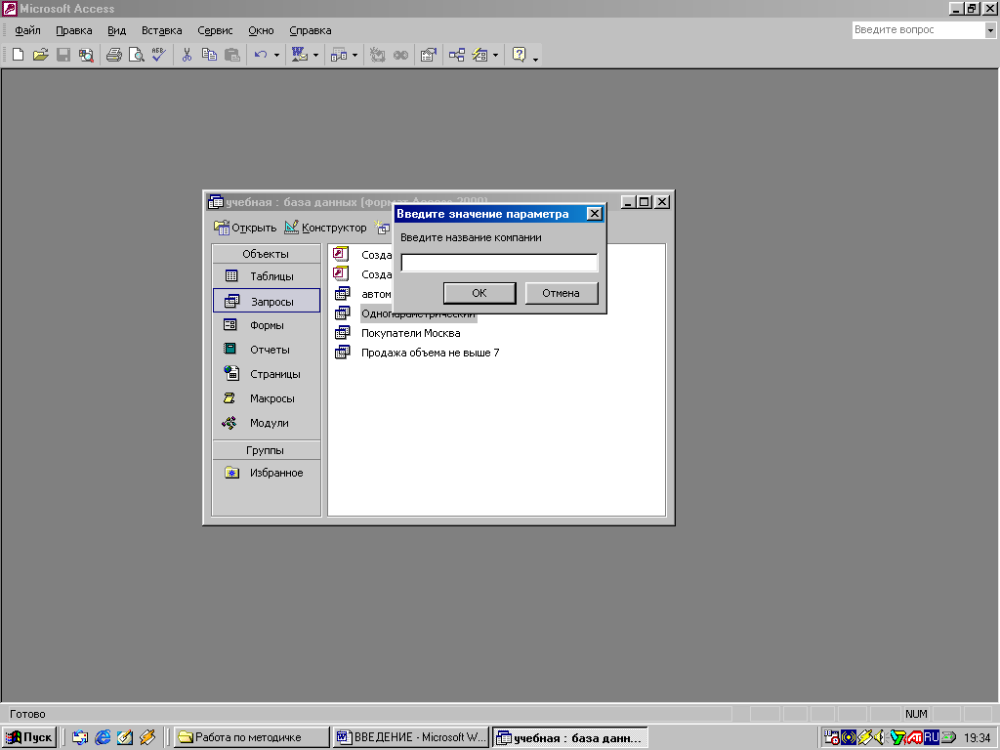 Microsoft Access
Файл Правка Вид Вставка Сервис Окно Справка
Введите вопрос
учебная : база данных (формат Access 2000)
Открыть Конструктор
Введите значение параметра
Введите название компании
OK Отмена
Объекты
Таблицы
Запросы
Формы
Отчеты
Страницы
Макросы
Модули
Группы
Избранное
Созда
Созда
автом
Однопараметрический
Покупатели Москва
Продажа объема не выше 7
Готово
NUM
Пуск
Работа по методичке
ВВЕДЕНИЕ - Microsoft W...
учебная : база данн...
RU
19:34